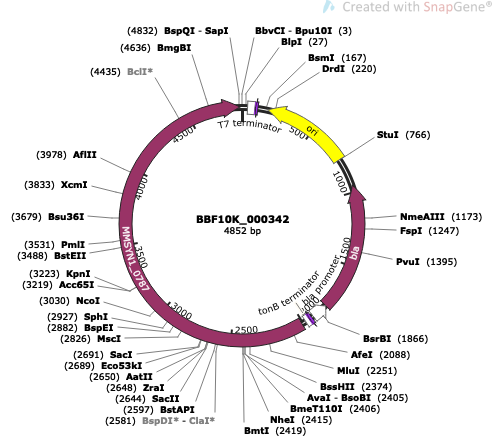 Created with SnapGene®
(4832) BspQI - SapI
BbvCI - Bpu10I (3)
(4636) BmgBI
BlpI (27)
BsmI (167)
(4435) BclI*
DrdI (220)
T7 terminator
ori
4500
500
StuI (766)
(3978) AflII
1000
4000
(3833) XcmI
(3679) Bsu36I
BBF10K_000342
4852 bp
NmeAIII (1173)
FspI (1247)
(3531) PmlI
(3488) BstEII
MMSYN1_0787
3500
1500
bla
PvuI (1395)
(3223) KpnI
(3219) Acc65I
tonB terminator
bla promoter
2000
(3030) NcoI
3000
(2927) SphI
(2882) BspEI
(2826) MscI
2500
BsrBI (1866)
(2691) SacI
AfeI (2088)
(2689) Eco53kI
MluI (2251)
(2650) AatII
(2648) ZraI
BssHII (2374)
(2644) SacII
AvaI - BsoBI (2405)
(2597) BstAPI
BmeT110I (2406)
(2581) BspDI* - ClaI*
NheI (2415)
BmtI (2419)